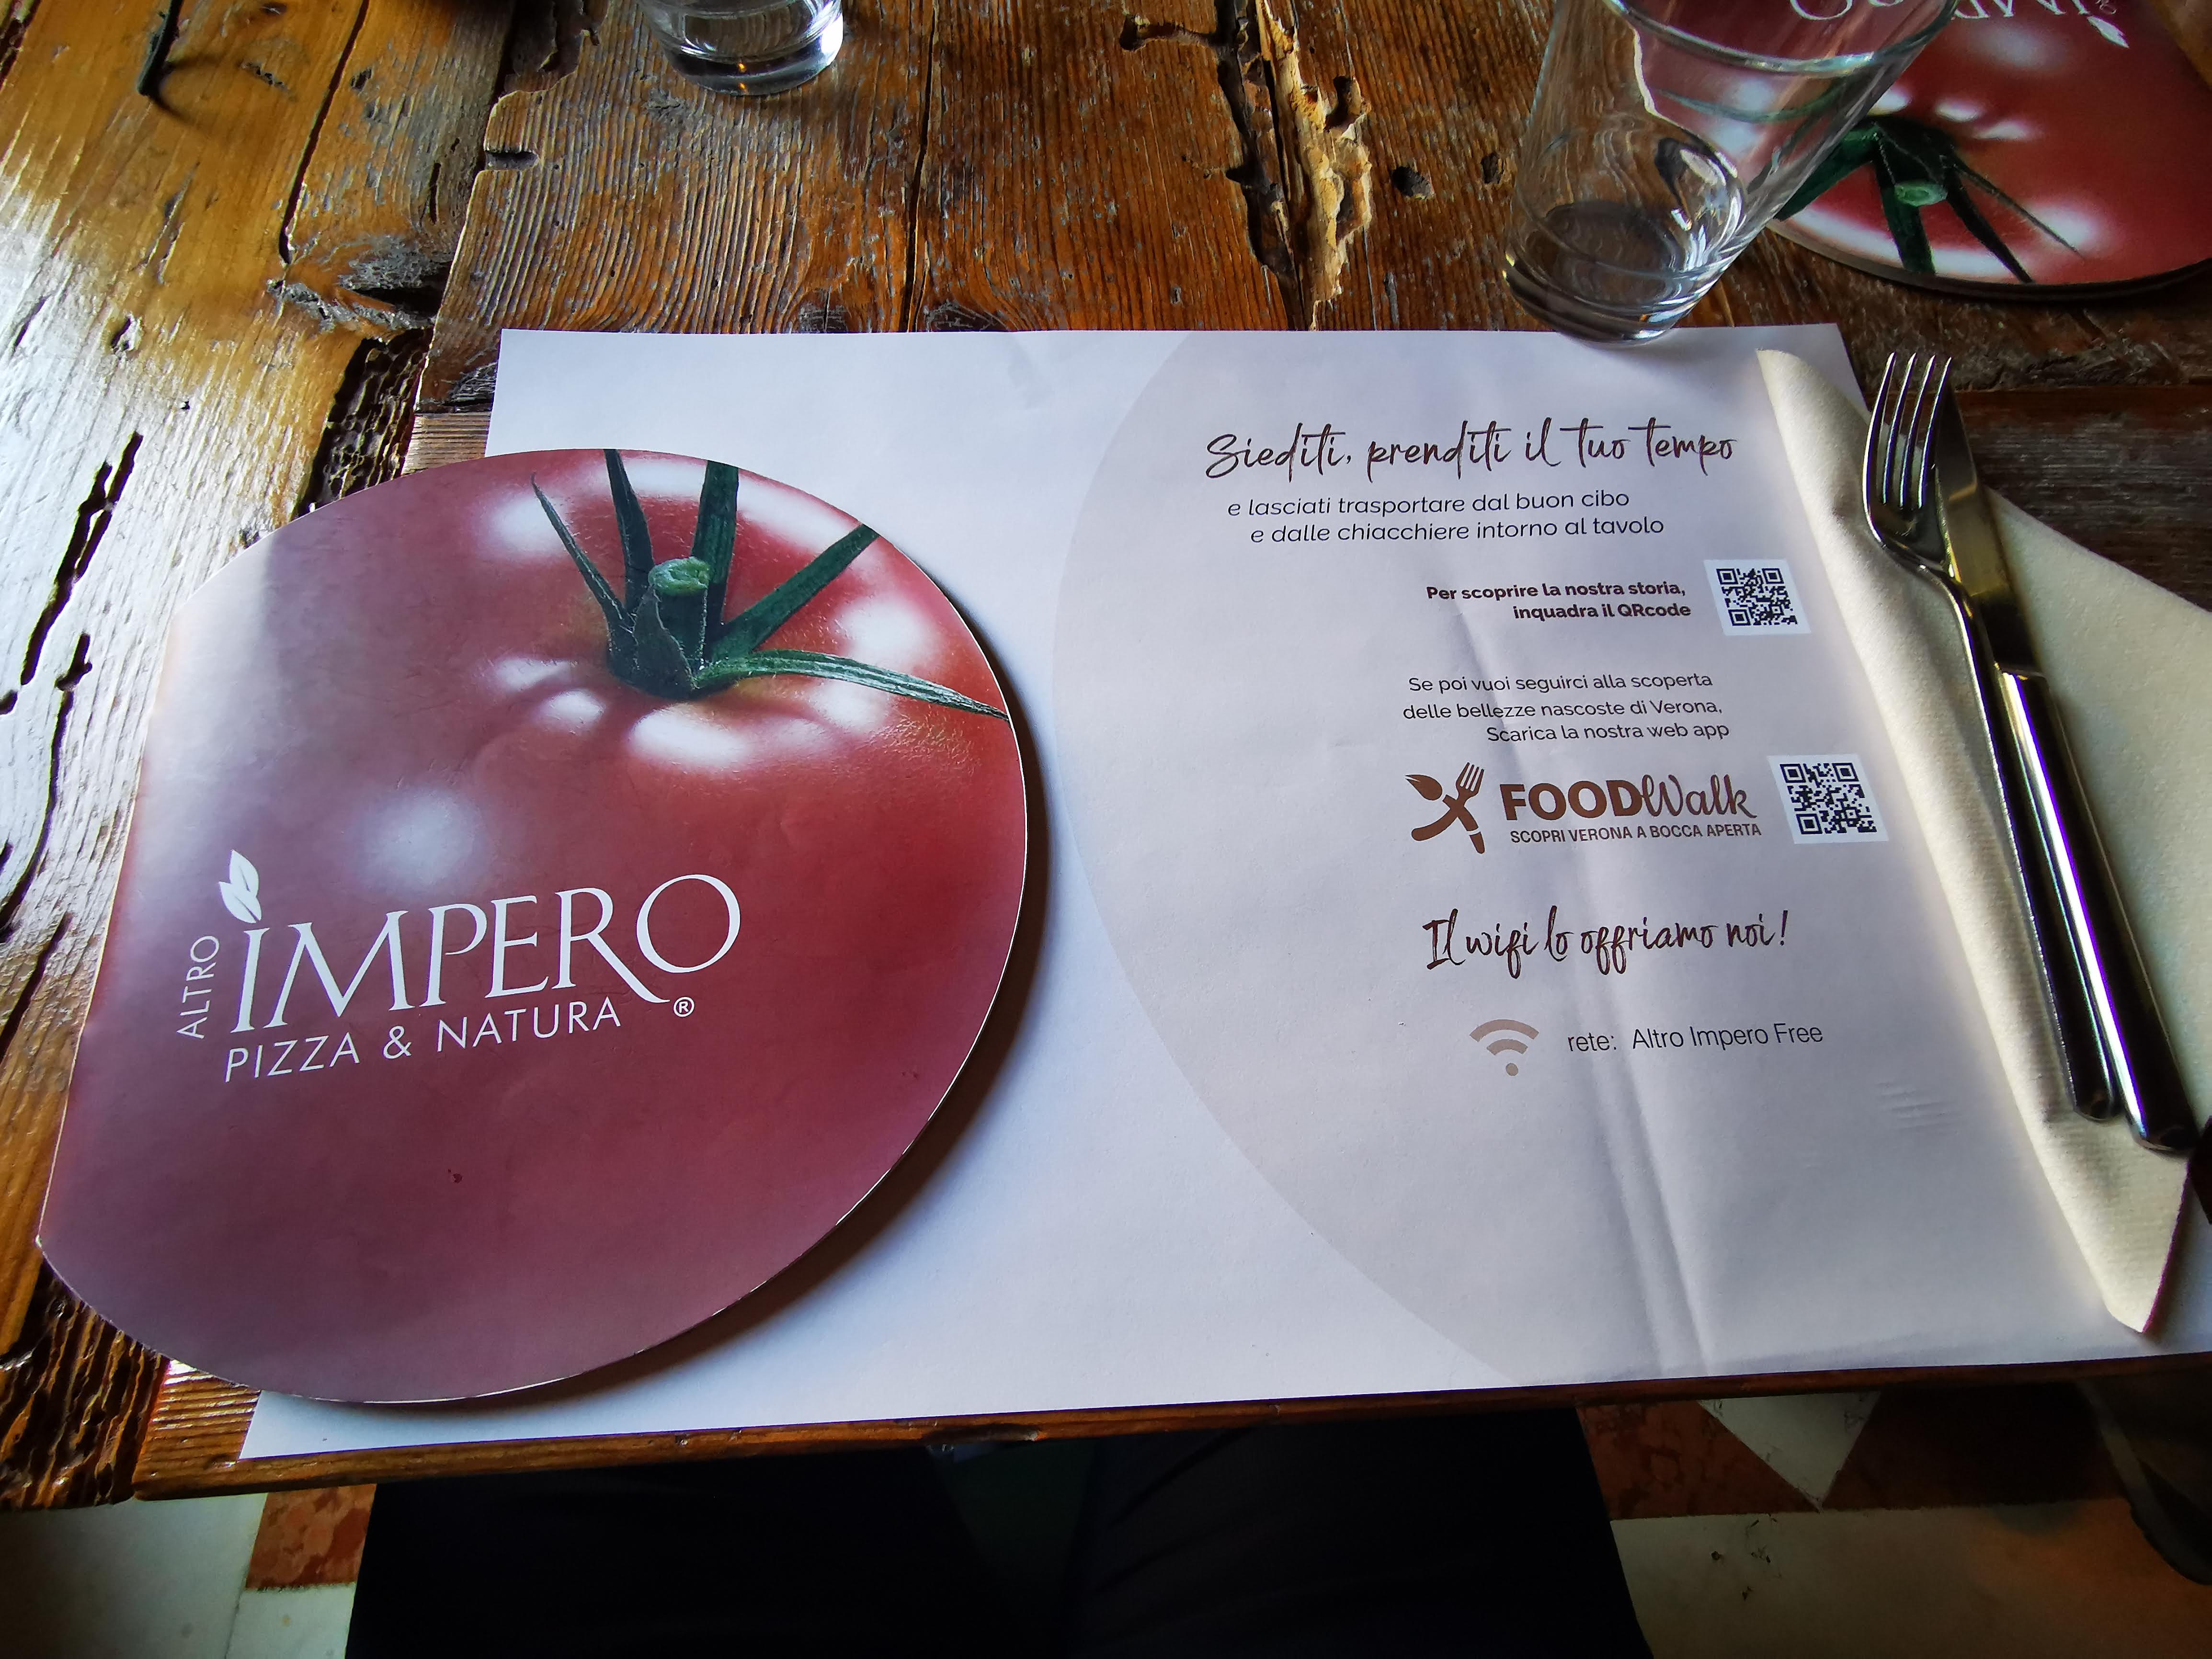 ALTRO
IMPERO
PIZZA & NATURA ®
Siediti, prenditi il tuo tempo
e lasciati trasportare dal buon cibo
e dalle chiacchiere intorno al tavolo
Per scoprire la nostra storia,
inquadra il QRcode
Se poi vuoi seguirci alla scoperta
delle bellezze nascoste di Verona,
Scarica la nostra web app
FOODWalk
SCOPRI VERONA A BOCCA APERTA
Il wifi lo offriamo noi!
rete: Altro Impero Free